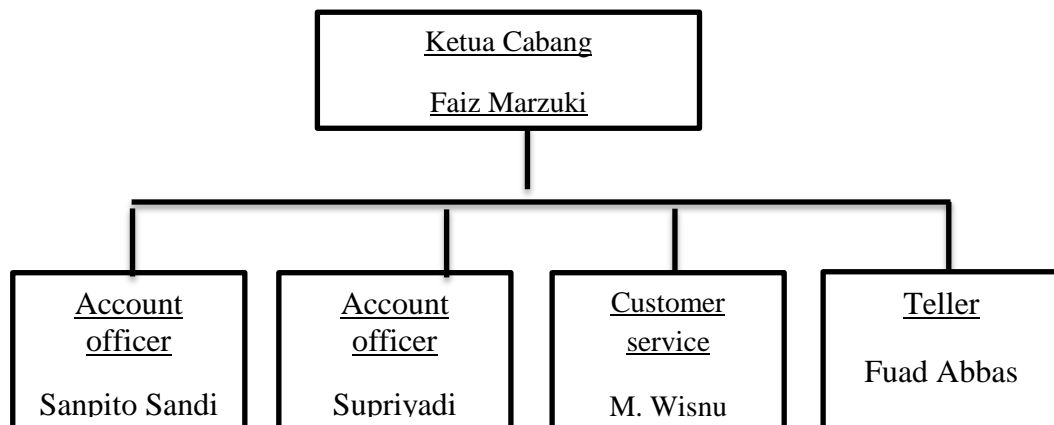 Ketua Cabang
Faiz Marzuki
Account
officer
Sanpito Sandi
Account
officer
Supriyadi
Customer
service
M. Wisnu
Teller
Fuad Abbas